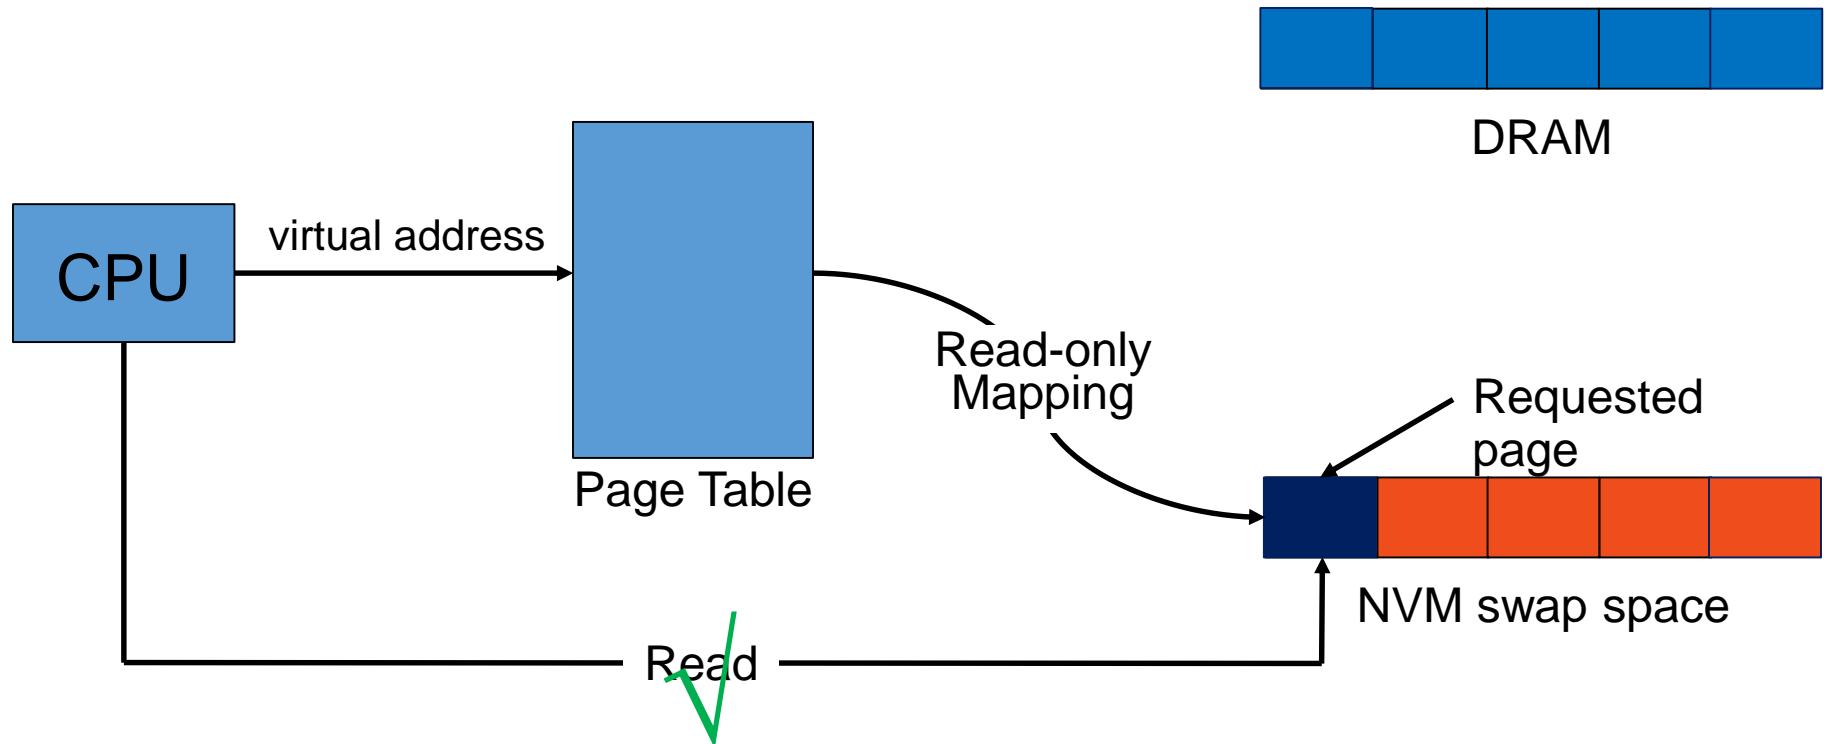 DRAM
virtual address
CPU
Read-only
Mapping
Requested
page
Page Table
NVM swap space
Read